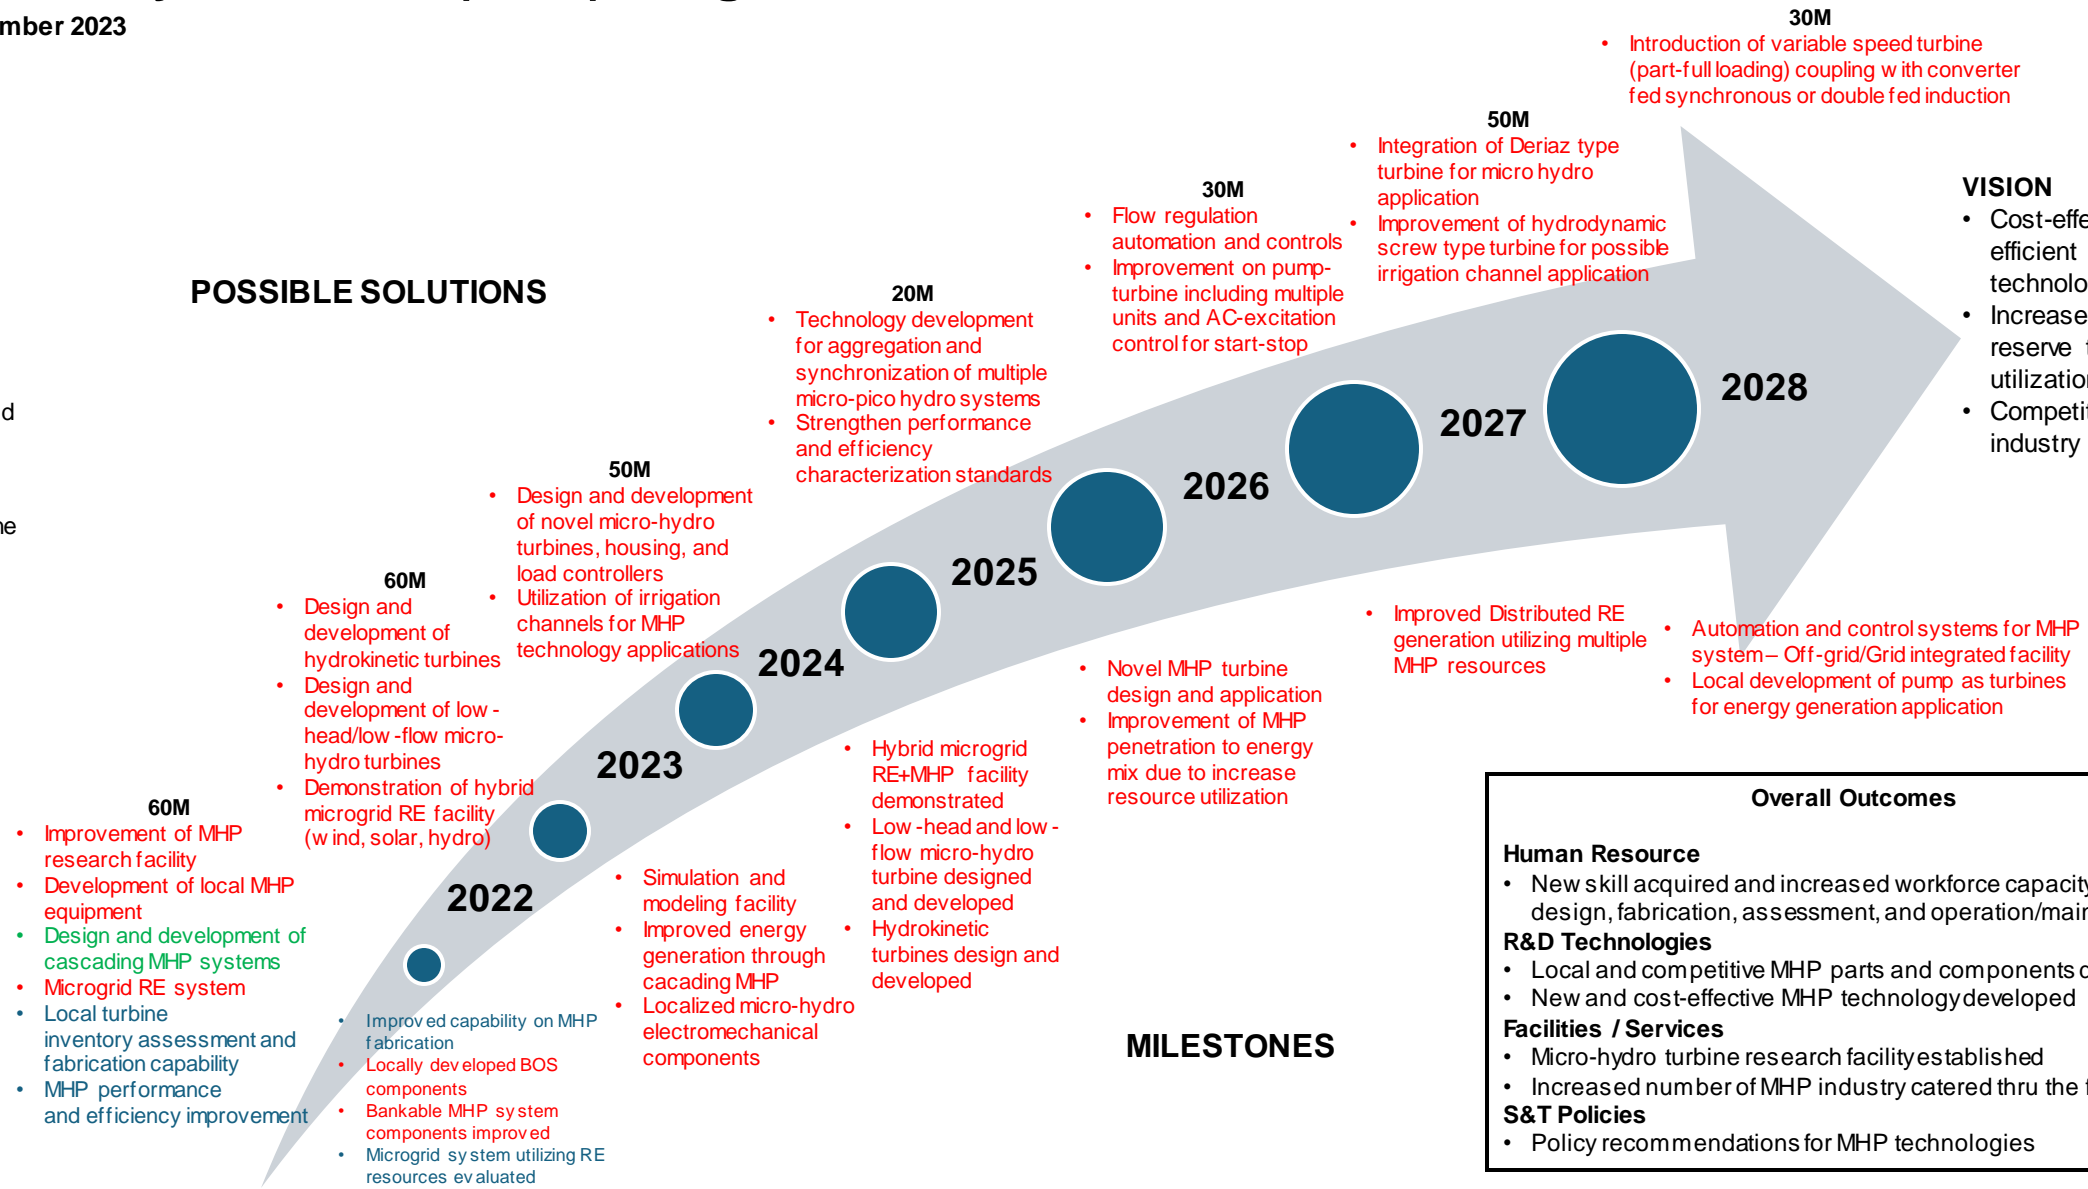 mber 2023
30M
• Introduction of variable speed turbine
(part-full loading) coupling with converter
fed synchronous or double fed induction
50M
• Integration of Deriaz type
turbine for micro hydro
application
• Improvement of hydrodynamic
screw type turbine for possible
irrigation channel application
30M
• Flow regulation
automation and controls
• Improvement on pump-
turbine including multiple
units and AC-excitation
control for start-stop
VISION
• Cost-effe
efficient
technolo
• Increase
reserve t
utilization
• Competit
industry
POSSIBLE SOLUTIONS
20M
• Technology development
for aggregation and
synchronization of multiple
micro-pico hydro systems
• Strengthen performance
and efficiency
characterization standards
d
ne
50M
• Design and development
of novel micro-hydro
turbines, housing, and
load controllers
• Utilization of irrigation
channels for MHP
technology applications
60M
• Design and
development of
hydrokinetic turbines
• Design and
development of low-
head/low-flow micro-
hydro turbines
• Demonstration of hybrid
microgrid RE facility
(wind, solar, hydro)
60M
• Improvement of MHP
research facility
• Development of local MHP
equipment
• Design and development of
cascading MHP systems
• Microgrid RE system
• Local turbine
inventory assessment and
fabrication capability
• MHP performance
and efficiency improvement
2022
2023
2024
2025
2026
2027
2028
• Improved capability on MHP
fabrication
• Locally developed BOS
components
• Bankable MHP system
components improved
• Microgrid system utilizing RE
resources evaluated
• Simulation and
modeling facility
• Improved energy
generation through
cacading MHP
• Localized micro-hydro
electromechanical
components
• Hybrid microgrid
RE+MHP facility
demonstrated
• Low-head and low-
flow micro-hydro
turbine designed
and developed
• Hydrokinetic
turbines design and
developed
• Novel MHP turbine
design and application
• Improvement of MHP
penetration to energy
mix due to increase
resource utilization
• Improved Distributed RE
generation utilizing multiple
MHP resources
• Automation and control systems for MHP
system – Off-grid/Grid integrated facility
• Local development of pump as turbines
for energy generation application
MILESTONES
Overall Outcomes
Human Resource
• New skill acquired and increased workforce capacity
design, fabrication, assessment, and operation/main
R&D Technologies
• Local and competitive MHP parts and components d
• New and cost-effective MHP technology developed
Facilities / Services
• Micro-hydro turbine research facility established
• Increased number of MHP industry catered thru the f
S&T Policies
• Policy recommendations for MHP technologies